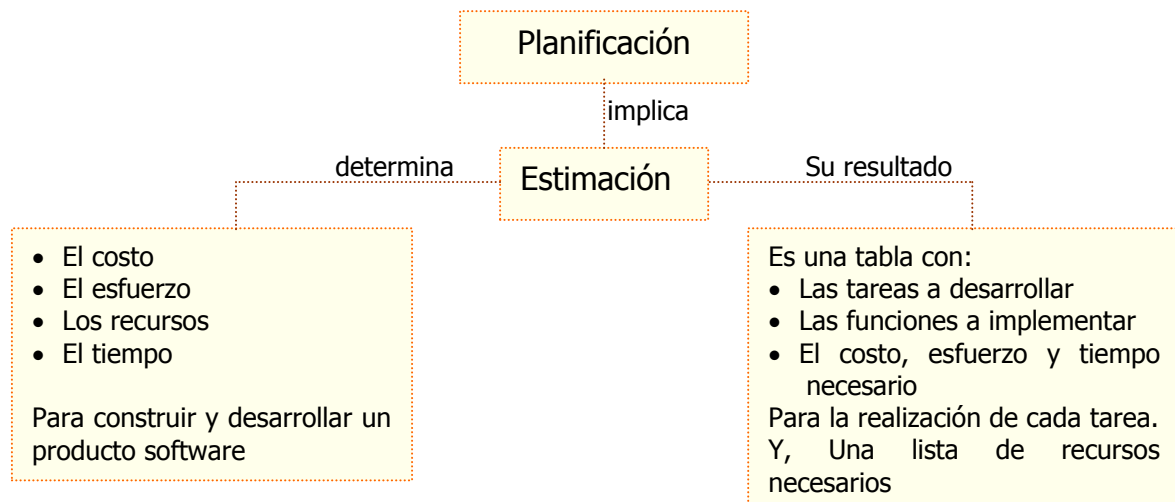 Planificación
implica
determina
Estimación
Su resultado
• El costo
• El esfuerzo
• Los recursos
• El tiempo
Para construir y desarrollar un
producto software
Es una tabla con:
• Las tareas a desarrollar
• Las funciones a implementar
• El costo, esfuerzo y tiempo
necesario
Para la realización de cada tarea.
Y, Una lista de recursos
necesarios